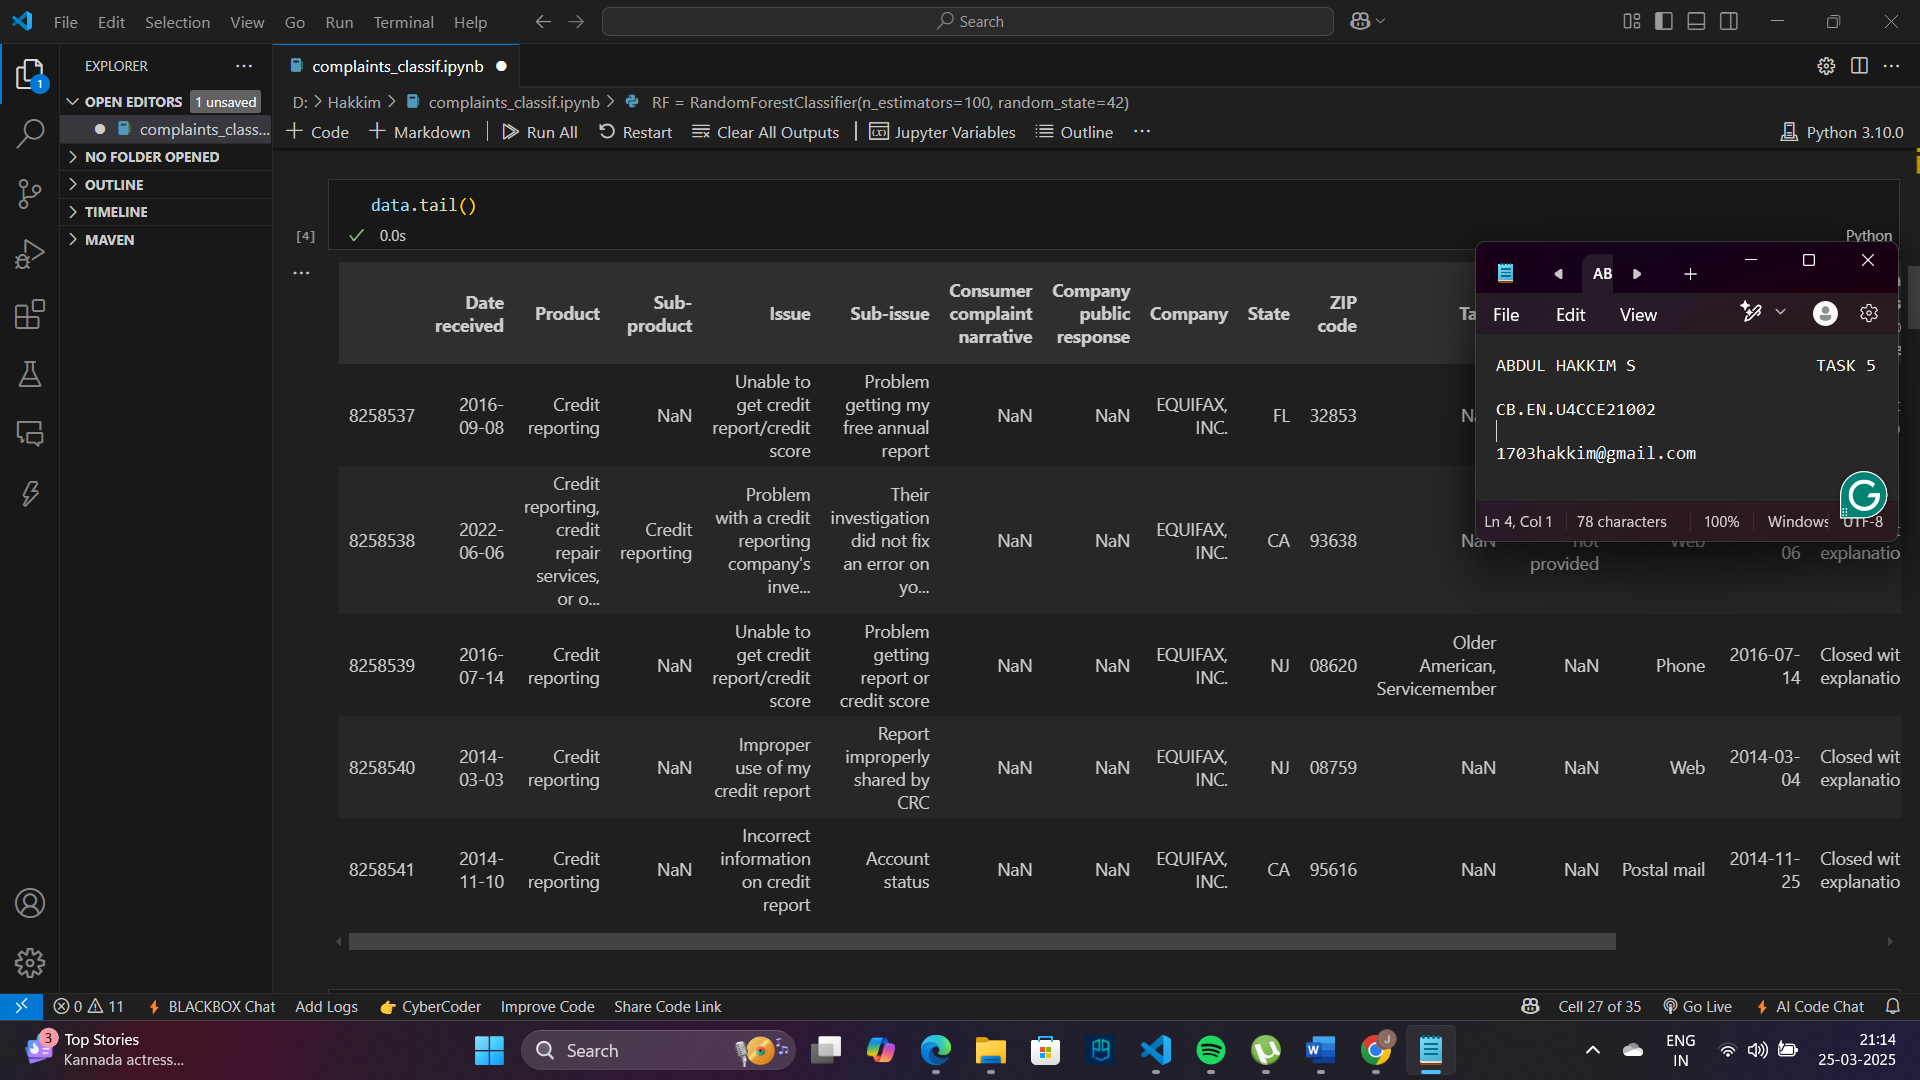 File Edit Selection View Go Run Terminal Help
Search
EXPLORER
OPEN EDITORS 1 unsaved
complaints_class...
NO FOLDER OPENED
OUTLINE
TIMELINE
MAVEN
1
complaints_classif.ipynb
D: > Hakkim > complaints_classif.ipynb > RF = RandomForestClassifier(n_estimators=100, random_state=42)
+ Code + Markdown | Run All Restart Clear All Outputs | Jupyter Variables Outline ...
Python 3.10.0
data.tail()
[4] 0.0s
Python
Date received Product Sub-product Issue Sub-issue Consumer complaint narrative Company public response Company State ZIP code
8258537 2016-09-08 Credit reporting NaN Unable to get credit report/credit score Problem getting my free annual report NaN NaN EQUIFAX, INC. FL 32853
8258538 2022-06-06 Credit reporting, credit repair services, or o... Credit reporting Problem with a credit reporting company's inve... Their investigation did not fix an error on yo... NaN NaN EQUIFAX, INC. CA 93638 NaN not provided Web 06 explanatio
8258539 2016-07-14 Credit reporting NaN Unable to get credit report/credit score Problem getting report or credit score NaN NaN EQUIFAX, INC. NJ 08620 Older American, Servicemember NaN Phone 2016-07-14 Closed wit explanatio
8258540 2014-03-03 Credit reporting NaN Improper use of my credit report Report improperly shared by CRC NaN NaN EQUIFAX, INC. NJ 08759 NaN NaN Web 2014-03-04 Closed wit explanatio
8258541 2014-11-10 Credit reporting NaN Incorrect information on credit report Account status NaN NaN EQUIFAX, INC. CA 95616 NaN NaN Postal mail 2014-11-25 Closed wit explanatio
AB
File Edit View
ABDUL HAKKIM S TASK 5
CB.EN.U4CCE21002
1703hakkim@gmail.com
Ln 4, Col 1 78 characters 100% Windows UTF-8
0 11 BLACKBOX Chat Add Logs CyberCoder Improve Code Share Code Link
Cell 27 of 35 Go Live AI Code Chat
3
Top Stories
Kannada actress...
Search
J
ENG
IN
21:14
25-03-2025